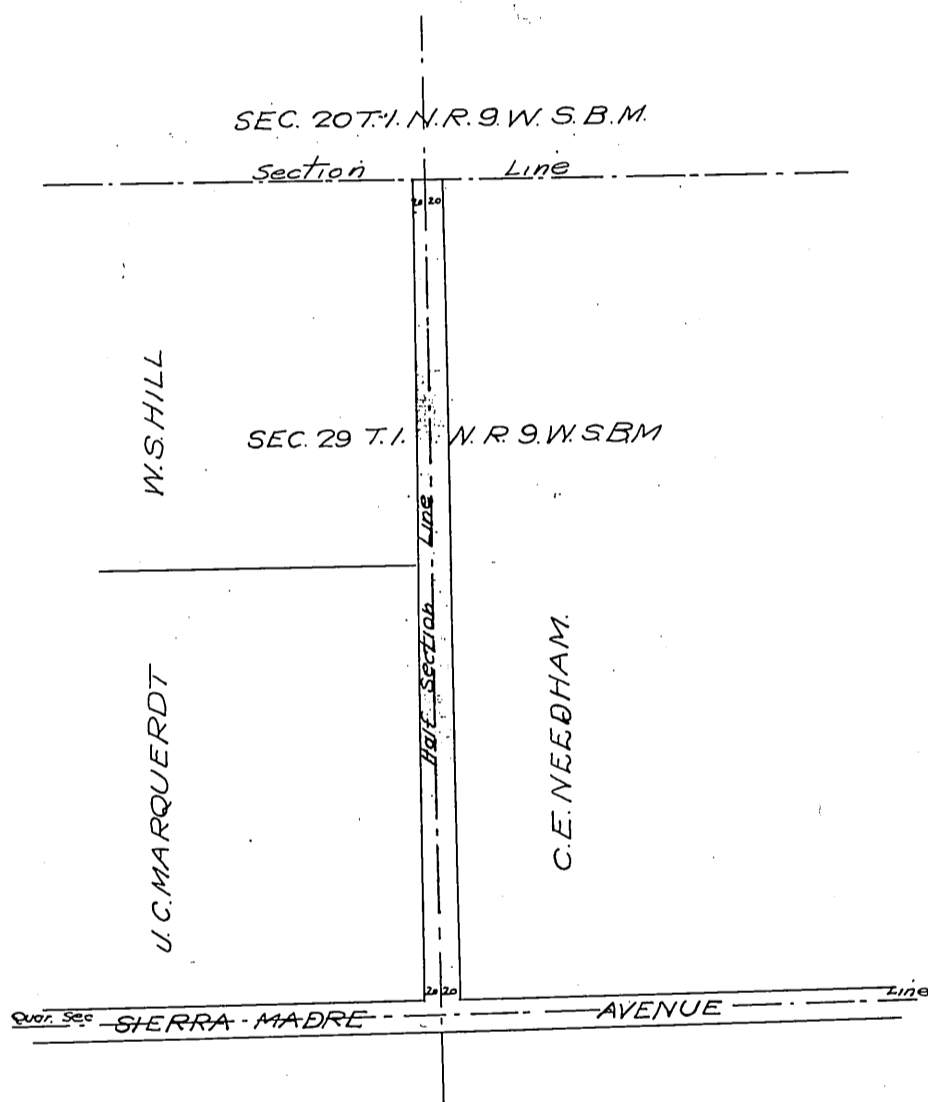 SEC. 20 T.1. N. R. 9. W. S. B. M.
Section Line
20 20
W.S. HILL
SEC. 29 T. 1. N. R. 9. W. S. B. M
Half Section Line
J. C. MARQUERDT
C. E. NEEDHAM.
20 20
Quar. Sec Line
SIERRA-MADRE AVENUE